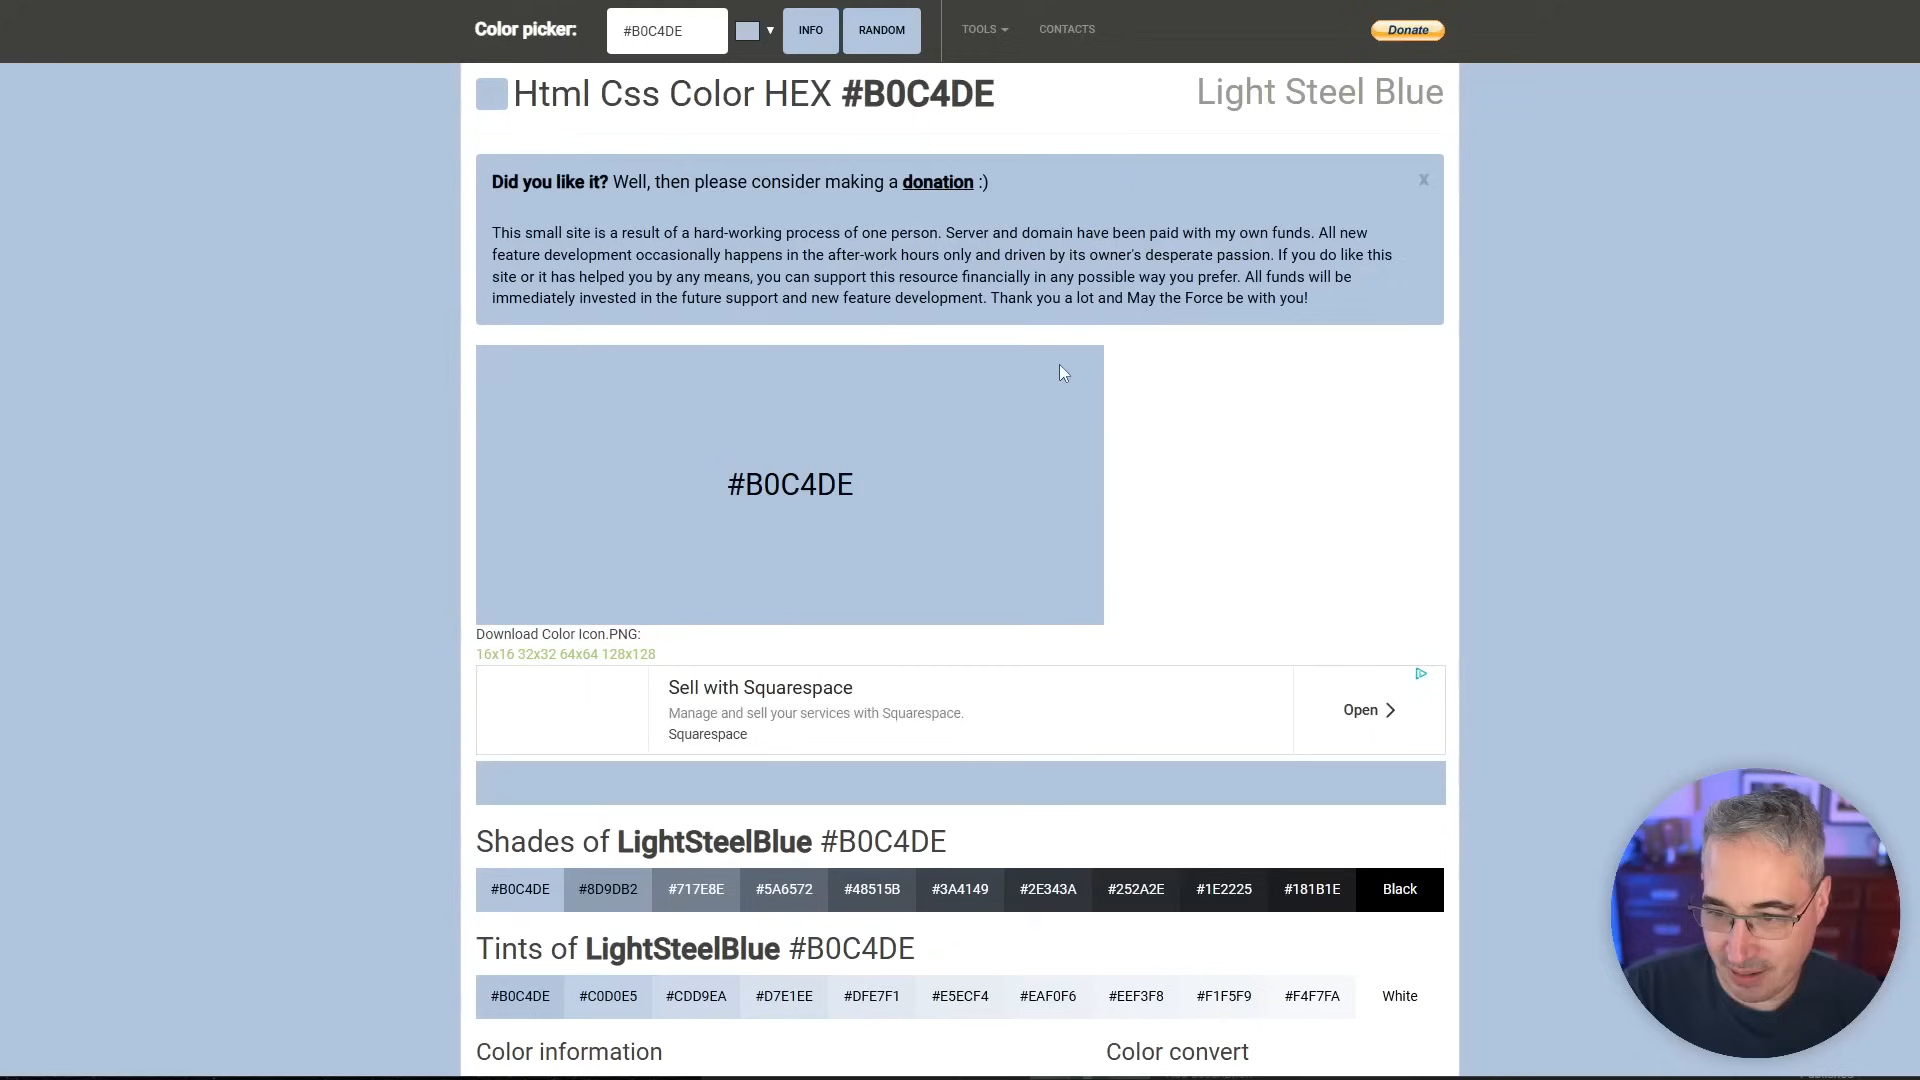 Color picker:
#B0C4DE
▼
INFO
RANDOM
TOOLS
CONTACTS
Donate
Html Css Color HEX #B0C4DE
Light Steel Blue
Did you like it? Well, then please consider making a donation :)
x
This small site is a result of a hard-working process of one person. Server and domain have been paid with my own funds. All new
feature development occasionally happens in the after-work hours only and driven by its owner's desperate passion. If you do like this
site or it has helped you by any means, you can support this resource financially in any possible way you prefer. All funds will be
immediately invested in the future support and new feature development. Thank you a lot and May the Force be with you!
#B0C4DE
Download Color Icon.PNG:
16x16 32x32 64x64 128x128
Sell with Squarespace
Manage and sell your services with Squarespace.
Squarespace
Open
Shades of LightSteelBlue #B0C4DE
#B0C4DE #8D9DB2 #717E8E #5A6572 #48515B #3A4149 #2E343A #252A2E #1E2225 #181B1E Black
Tints of LightSteelBlue #B0C4DE
#B0C4DE #C0D0E5 #CDD9EA #D7E1EE #DFE7F1 #E5ECF4 #EAF0F6 #EEF3F8 #F1F5F9 #F4F7FA White
Color information
Color convert